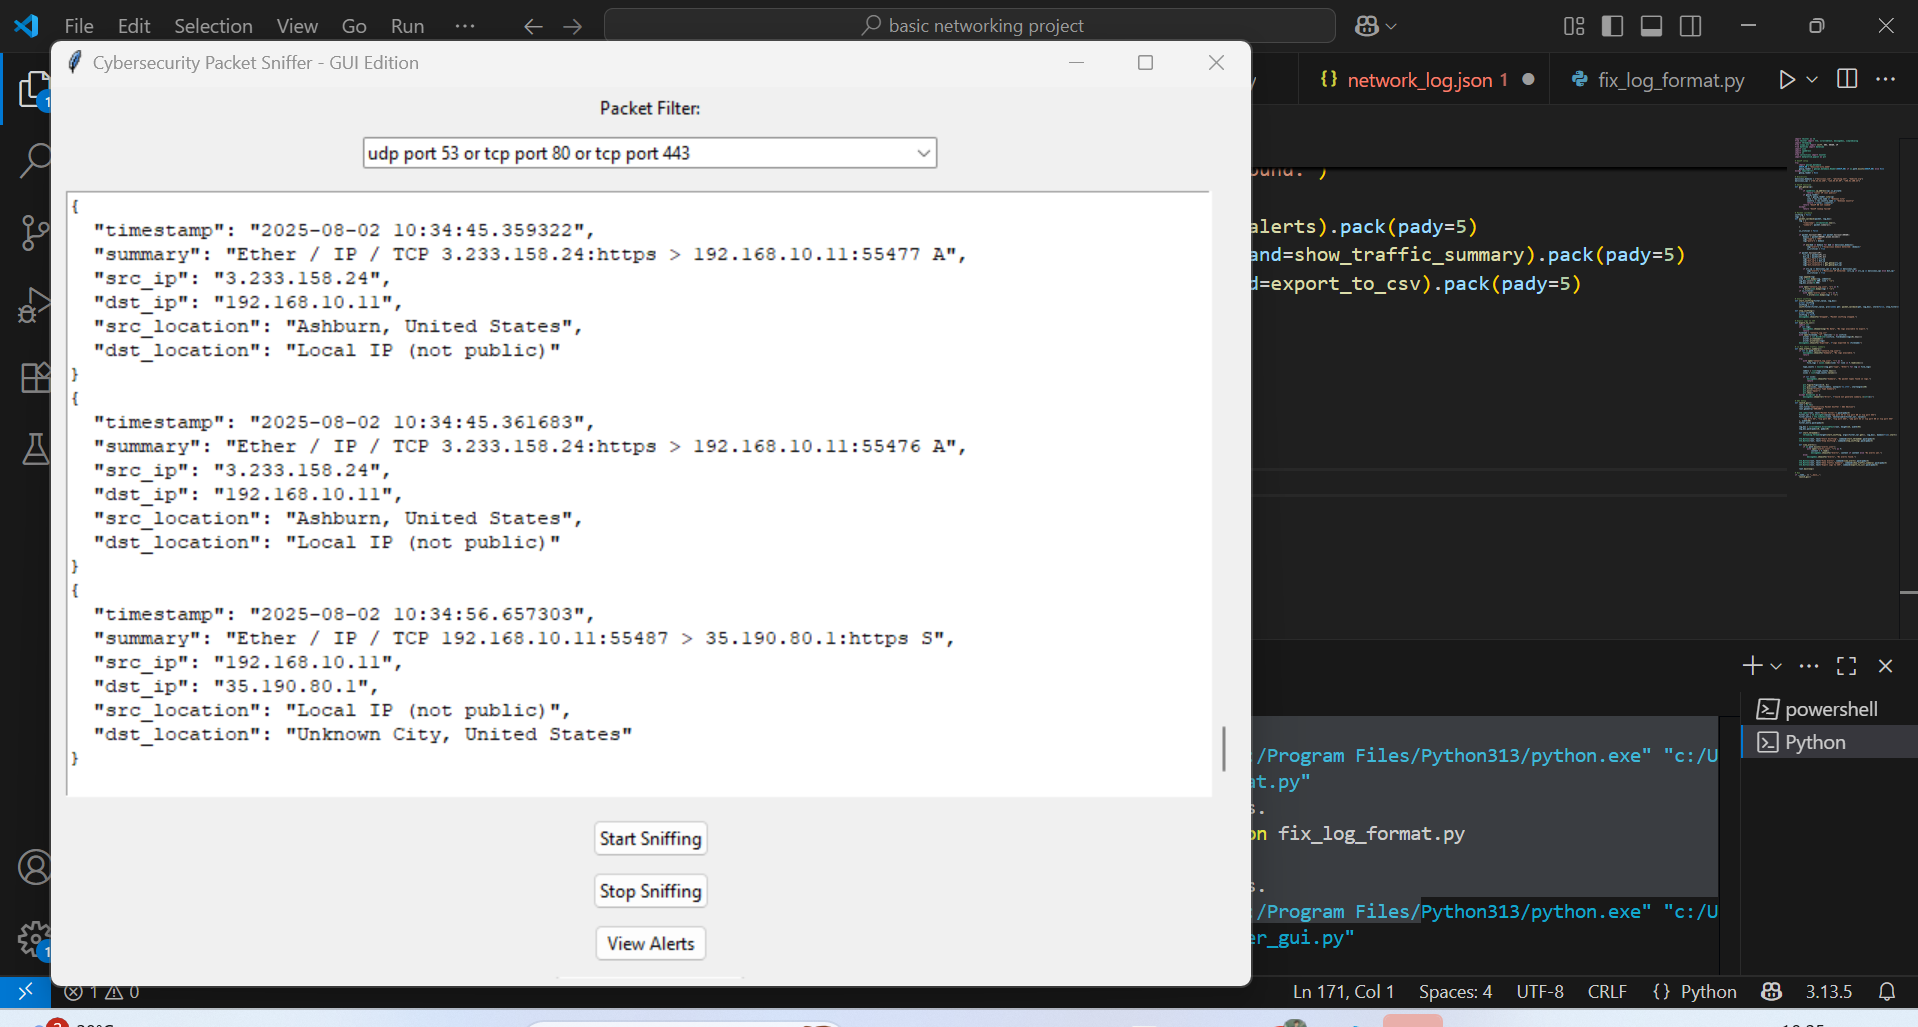 File Edit Selection View Go Run ···
basic networking project
Cybersecurity Packet Sniffer - GUI Edition
{} network_log.json 1
fix_log_format.py
Packet Filter:
udp port 53 or tcp port 80 or tcp port 443
{
"timestamp": "2025-08-02 10:34:45.359322",
"summary": "Ether / IP / TCP 3.233.158.24:https > 192.168.10.11:55477 A",
"src_ip": "3.233.158.24",
"dst_ip": "192.168.10.11",
"src_location": "Ashburn, United States",
"dst_location": "Local IP (not public)"
}
{
"timestamp": "2025-08-02 10:34:45.361683",
"summary": "Ether / IP / TCP 3.233.158.24:https > 192.168.10.11:55476 A",
"src_ip": "3.233.158.24",
"dst_ip": "192.168.10.11",
"src_location": "Ashburn, United States",
"dst_location": "Local IP (not public)"
}
{
"timestamp": "2025-08-02 10:34:56.657303",
"summary": "Ether / IP / TCP 192.168.10.11:55487 > 35.190.80.1:https S",
"src_ip": "192.168.10.11",
"dst_ip": "35.190.80.1",
"src_location": "Local IP (not public)",
"dst_location": "Unknown City, United States"
}
Start Sniffing
Stop Sniffing
View Alerts
alerts).pack(pady=5)
and=show_traffic_summary).pack(pady=5)
d=export_to_csv).pack(pady=5)
powershell
Python
:/Program Files/Python313/python.exe" "c:/U
at.py"
s.
on fix_log_format.py
s.
:/Program Files/Python313/python.exe" "c:/U
er_gui.py"
1 0
Ln 171, Col 1 Spaces: 4 UTF-8 CRLF {} Python 3.13.5